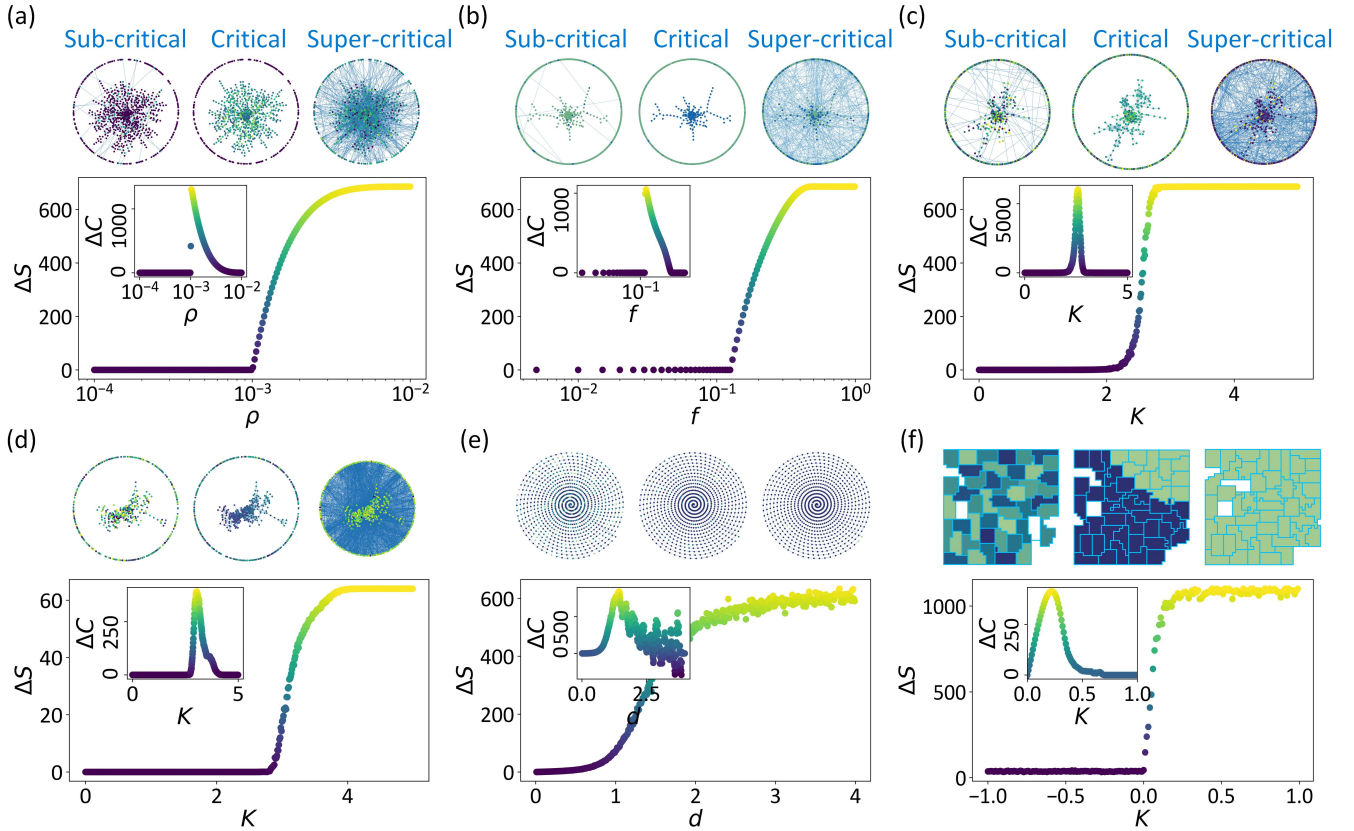 (a)
Sub-critical Critical Super-critical
ΔS
600
400
200
0
10⁻⁴ 10⁻³ 10⁻²
ρ
ΔC
1000
0
10⁻⁴ 10⁻³ 10⁻²
ρ
(b)
Sub-critical Critical Super-critical
ΔS
600
400
200
0
10⁻² 10⁻¹ 10⁰
f
ΔC
1000
0
10⁻¹
f
(c)
Sub-critical Critical Super-critical
ΔS
600
400
200
0
0 2 4
K
ΔC
5000
0
0 5
K
(d)
ΔS
60
40
20
0
0 2 4
K
ΔC
250
0
0 5
K
(e)
ΔS
600
400
200
0
0 1 2 3 4
d
ΔC
500
0
0.0 2.5
d
(f)
ΔS
1000
500
0
−1.0 −0.5 0.0 0.5 1.0
K
ΔC
250
0
0.0 0.5 1.0
K